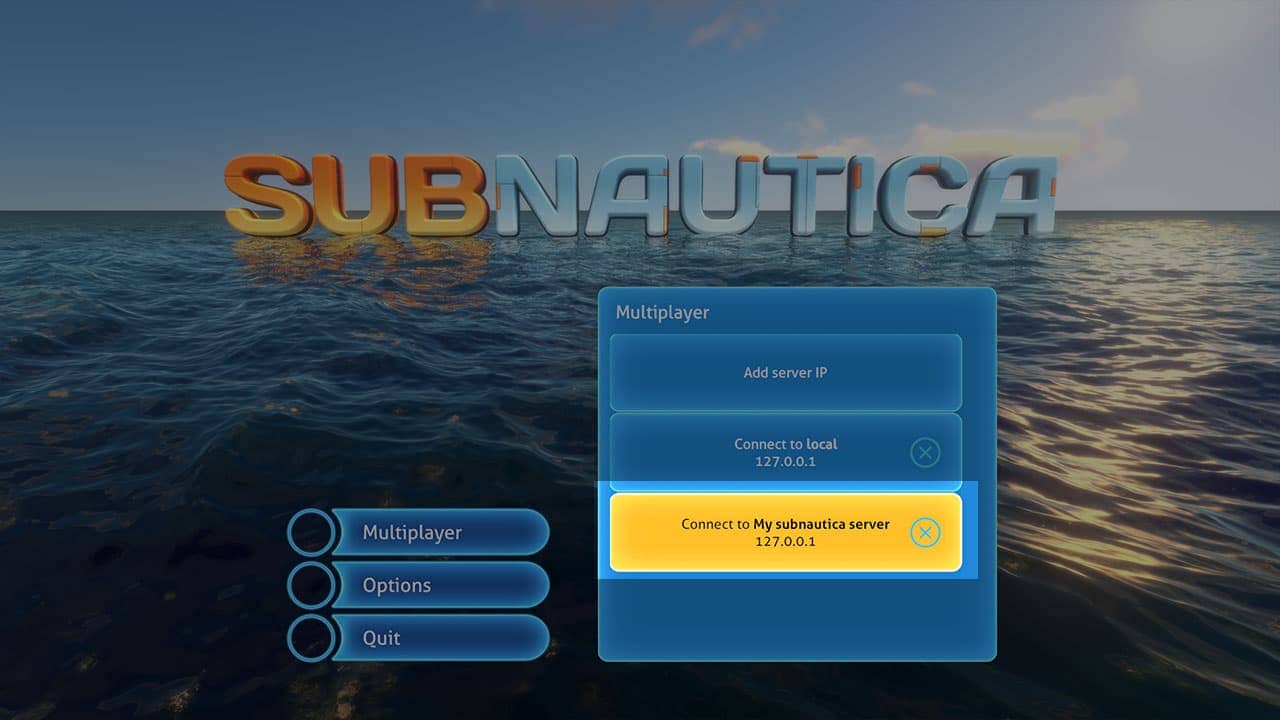 SUBNAUTICA
Multiplayer
Add server IP
Connect to local
127.0.0.1
Connect to My subnautica server
127.0.0.1
Multiplayer
Options
Quit